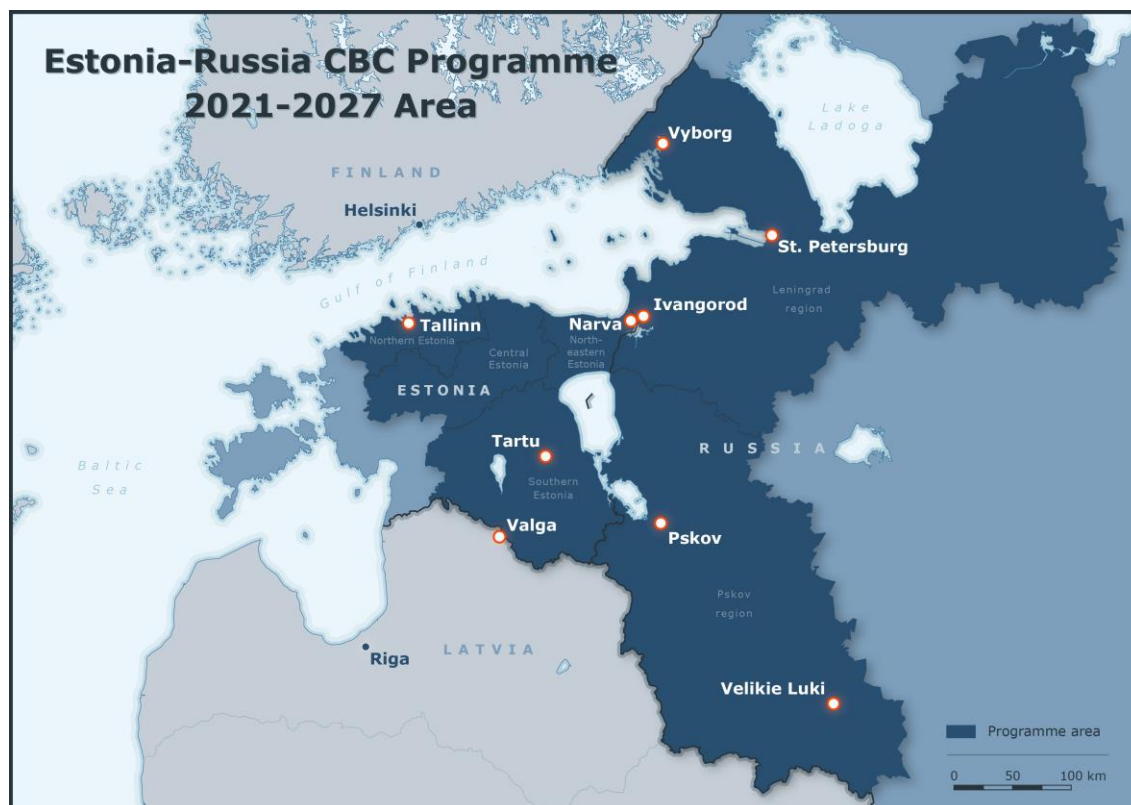 Estonia-Russia CBC Programme
2021-2027 Area
Lake
Ladoga
Vyborg
FINLAND
Helsinki
St. Petersburg
Gulf of Finland
Leningrad
region
Ivangorod
Narva
Tallinn
Northern Estonia
North-
eastern
Estonia
Central
Estonia
ESTONIA
Tartu
RUSSIA
Baltic
Sea
Southern
Estonia
Valga
Pskov
Pskov
region
LATVIA
Riga
Velikie Luki
Programme area
0 50 100 km